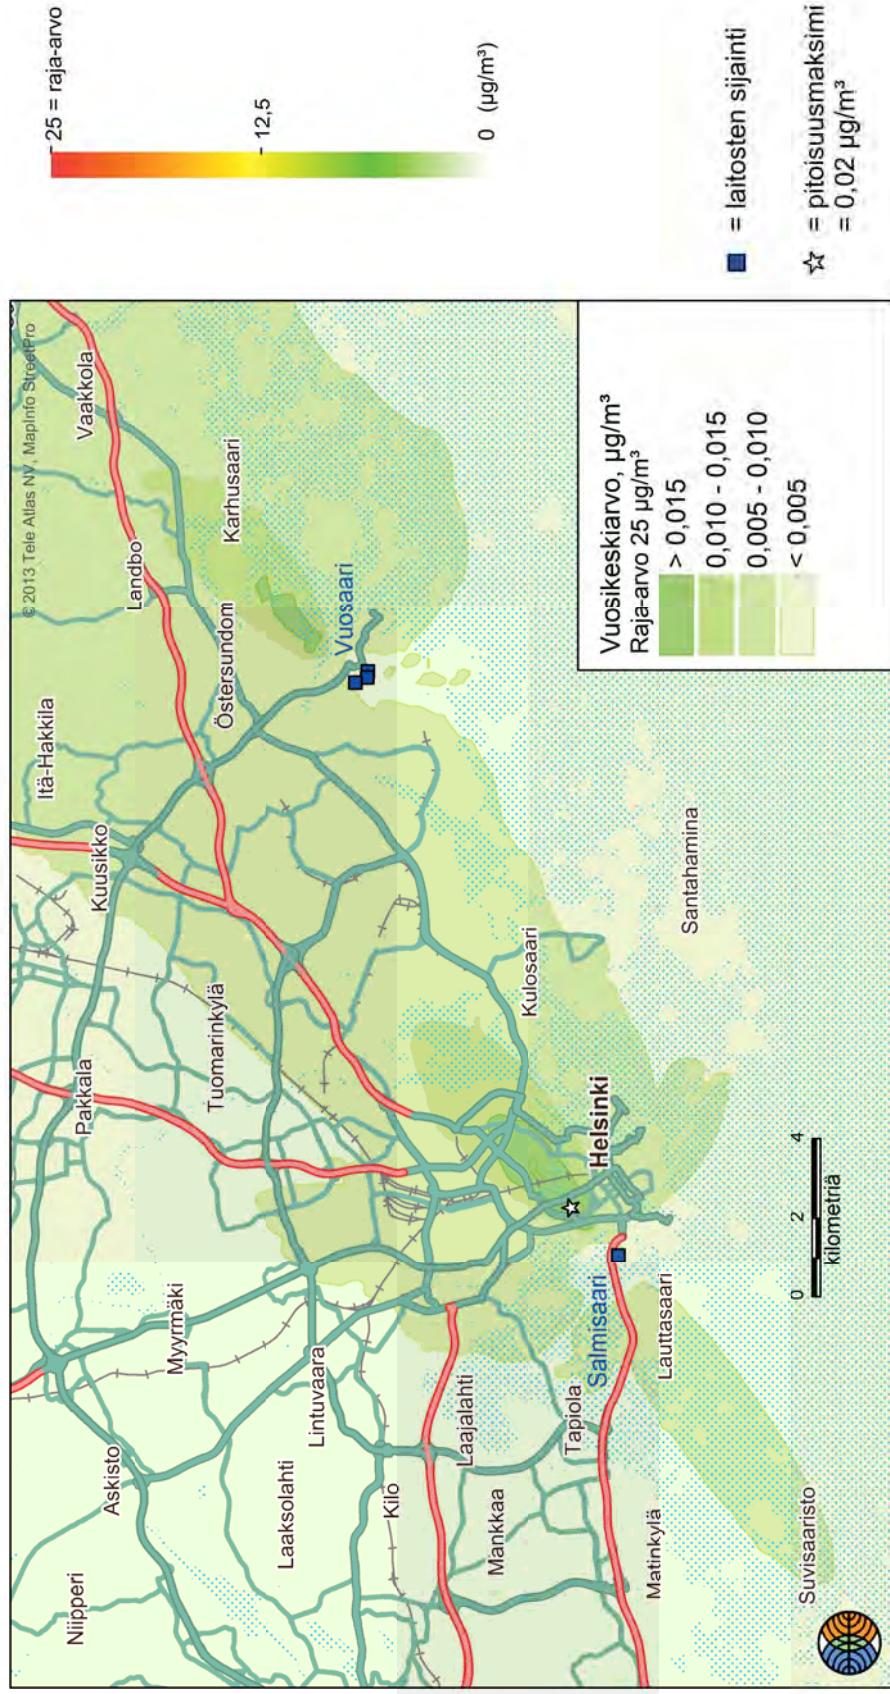 © 2013 Tele Atlas NV, MapInfo StreetPro
Vaakkola
Landbo
Karhusaari
Itä-Hakkila
Östersundom
Vuosaari
Kuusikko
Pakkala
Tuomarinkylä
Kulosaari
Santahamina
Helsinki
Myyrmäki
Askisto
Lintuvaara
Laaksolahti
Niipperi
Kilo
Laajalahti
Mankkaa
Tapiola
Salmisaari
Lauttasaari
Matinkylä
Suvisaaristo
0 2 4
kilometriä
Vuosikeskiarvo, µg/m³
Raja-arvo 25 µg/m³
> 0,015
0,010 - 0,015
0,005 - 0,010
< 0,005
25 = raja-arvo
12,5
0 (µg/m³)
= laitosten sijainti
= pitoisuusmaksimi
= 0,02 µg/m³